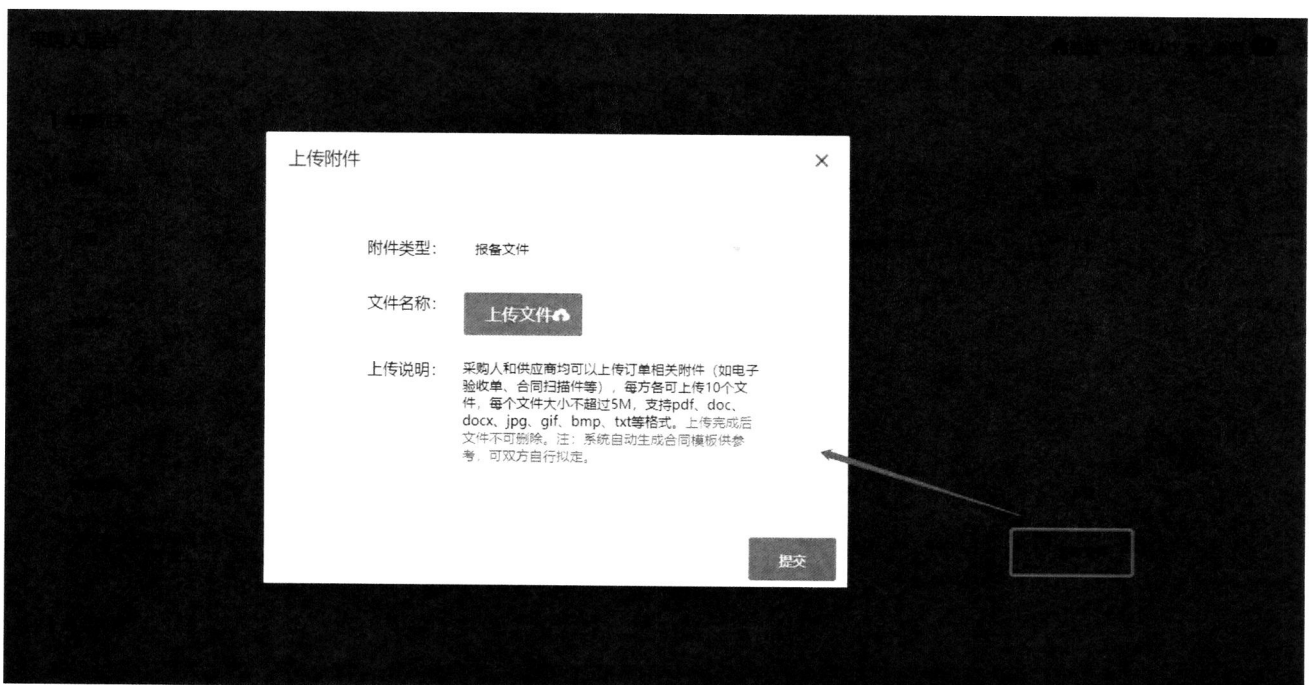 上传附件
附件类型: 报备文件
文件名称: 上传文件
上传说明: 采购人和供应商均可以上传订单相关附件（如电子
验收单、合同扫描件等），每方各可上传10个文
件，每个文件大小不超过5M，支持pdf、doc、
docx、jpg、gif、bmp、txt等格式。上传完成后
文件不可删除。注：系统自动生成合同模板供参
考，可双方自行拟定。
提交